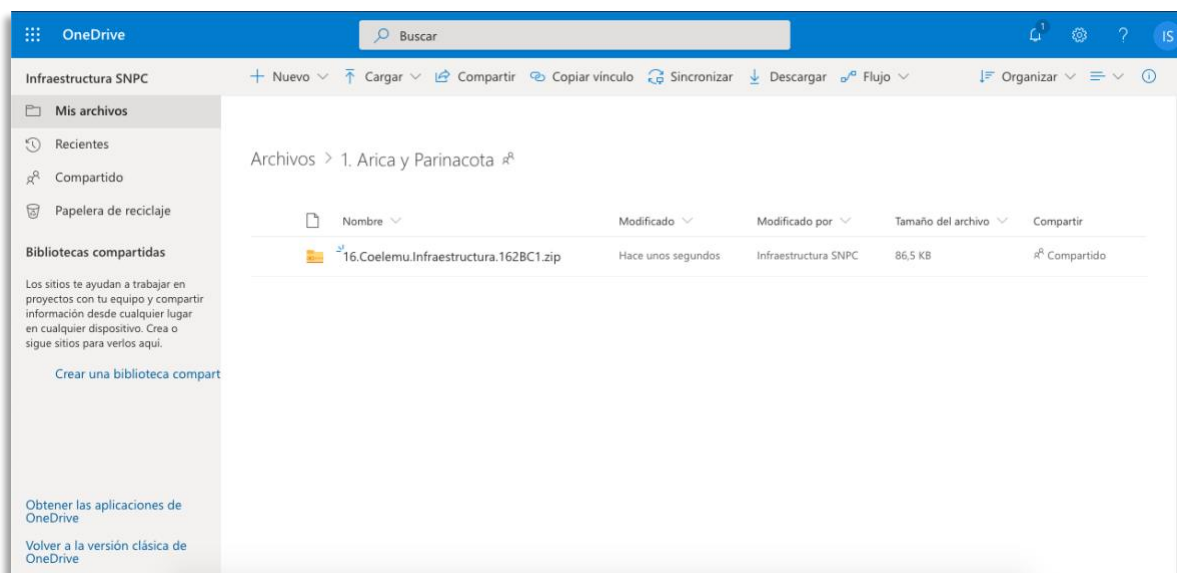 OneDrive
Buscar
1
?
IS
Infraestructura SNPC
Nuevo
Cargar
Compartir
Copiar vínculo
Sincronizar
Descargar
Flujo
Organizar
Mis archivos
Recientes
Compartido
Papelera de reciclaje
Bibliotecas compartidas
Los sitios te ayudan a trabajar en
proyectos con tu equipo y compartir
información desde cualquier lugar
en cualquier dispositivo. Crea o
sigue sitios para verlos aquí.
Crear una biblioteca compart
Obtener las aplicaciones de
OneDrive
Volver a la versión clásica de
OneDrive
Archivos > 1. Arica y Parinacota
Nombre
Modificado
Modificado por
Tamaño del archivo
Compartir
16.Coelemu.Infraestructura.162BC1.zip
Hace unos segundos
Infraestructura SNPC
86,5 KB
Compartido